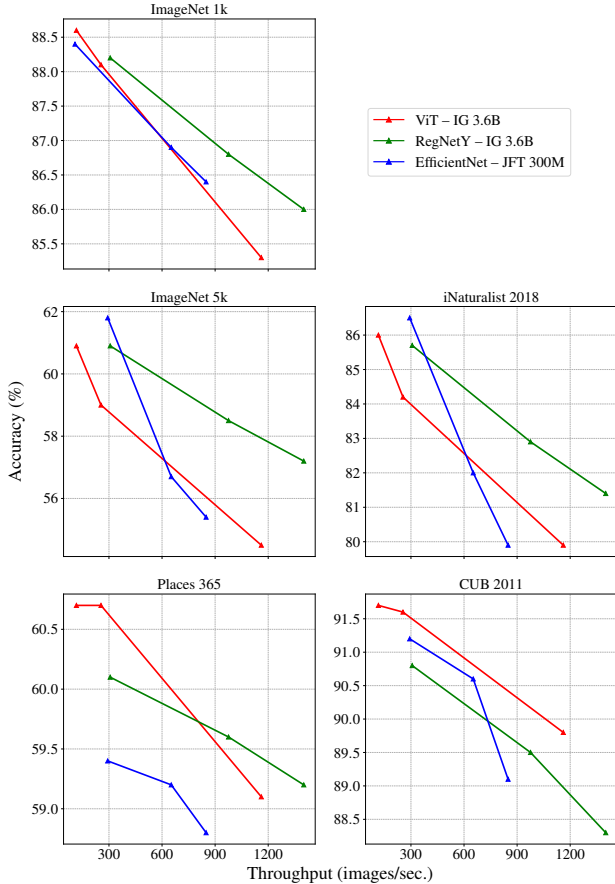 ImageNet 1k
88.5
88.0
87.5
87.0
86.5
86.0
85.5
300 600 900 1200
ViT – IG 3.6B
RegNetY – IG 3.6B
EfficientNet – JFT 300M
ImageNet 5k
62
60
58
56
iNaturalist 2018
86
85
84
83
82
81
80
Accuracy (%)
Places 365
60.5
60.0
59.5
59.0
300 600 900 1200
CUB 2011
91.5
91.0
90.5
90.0
89.5
89.0
88.5
300 600 900 1200
Throughput (images/sec.)